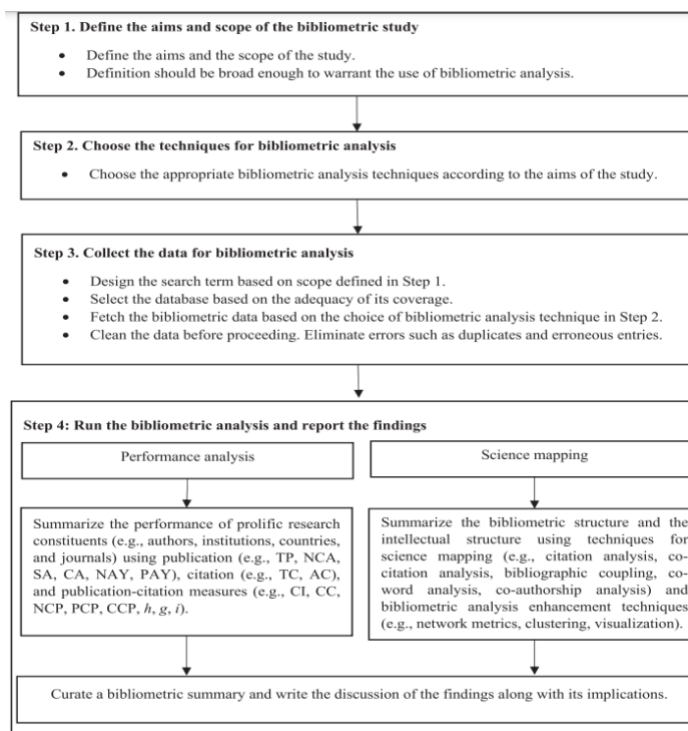 Step 1. Define the aims and scope of the bibliometric study
• Define the aims and the scope of the study.
• Definition should be broad enough to warrant the use of bibliometric analysis.
Step 2. Choose the techniques for bibliometric analysis
• Choose the appropriate bibliometric analysis techniques according to the aims of the study.
Step 3. Collect the data for bibliometric analysis
• Design the search term based on scope defined in Step 1.
• Select the database based on the adequacy of its coverage.
• Fetch the bibliometric data based on the choice of bibliometric analysis technique in Step 2.
• Clean the data before proceeding. Eliminate errors such as duplicates and erroneous entries.
Step 4: Run the bibliometric analysis and report the findings
Performance analysis
Summarize the performance of prolific research
constituents (e.g., authors, institutions, countries,
and journals) using publication (e.g., TP, NCA,
SA, CA, NAY, PAY), citation (e.g., TC, AC),
and publication-citation measures (e.g., CI, CC,
NCP, PCP, CCP, h, g, i).
Science mapping
Summarize the bibliometric structure and the
intellectual structure using techniques for
science mapping (e.g., citation analysis, co-
citation analysis, bibliographic coupling, co-
word analysis, co-authorship analysis) and
bibliometric analysis enhancement techniques
(e.g., network metrics, clustering, visualization).
Curate a bibliometric summary and write the discussion of the findings along with its implications.